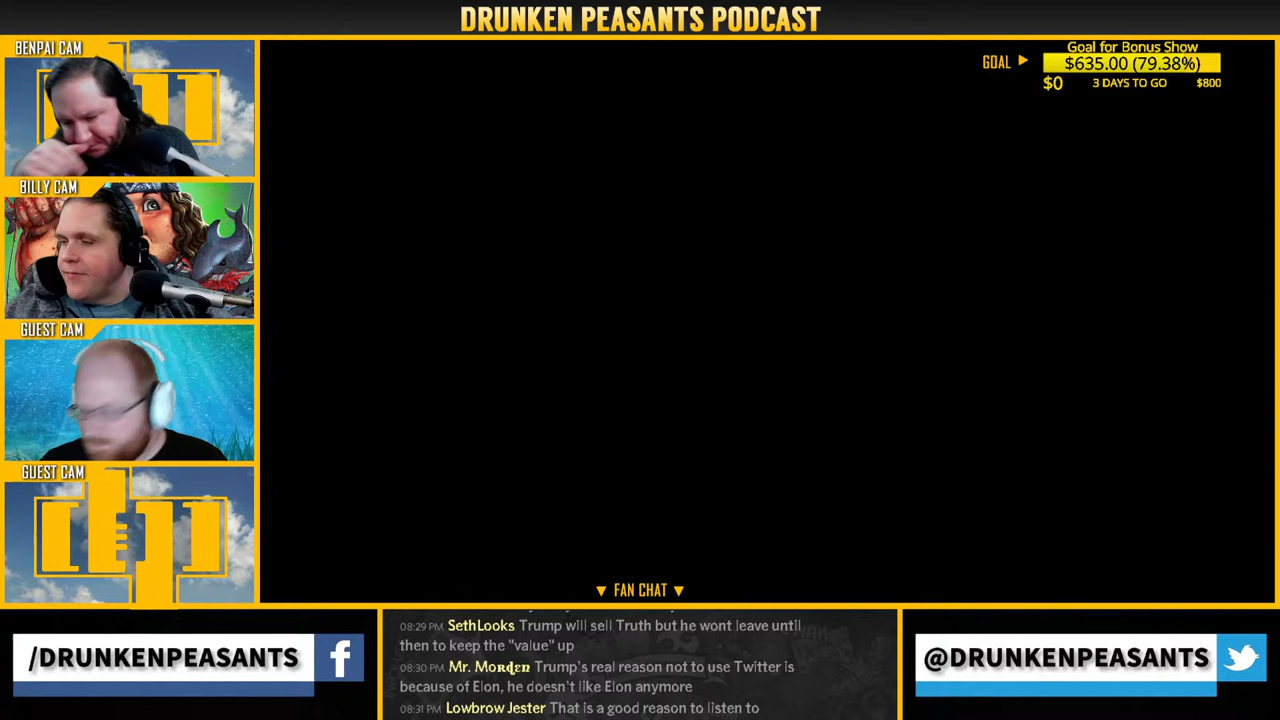 DRUNKEN PEASANTS PODCAST
BENPAI CAM
BILLY CAM
GUEST CAM
GUEST CAM
GOAL
Goal for Bonus Show
$635.00 (79.38%)
$0 3 DAYS TO GO $800
▼ FAN CHAT ▼
08:29 PM SethLooks Trump will sell Truth but he wont leave until
then to keep the "value" up
08:30 PM Mr. Morden Trump's real reason not to use Twitter is
because of Elon, he doesn't like Elon anymore
08:31 PM Lowbrow Jester That is a good reason to listen to
/DRUNKENPEASANTS
@DRUNKENPEASANTS